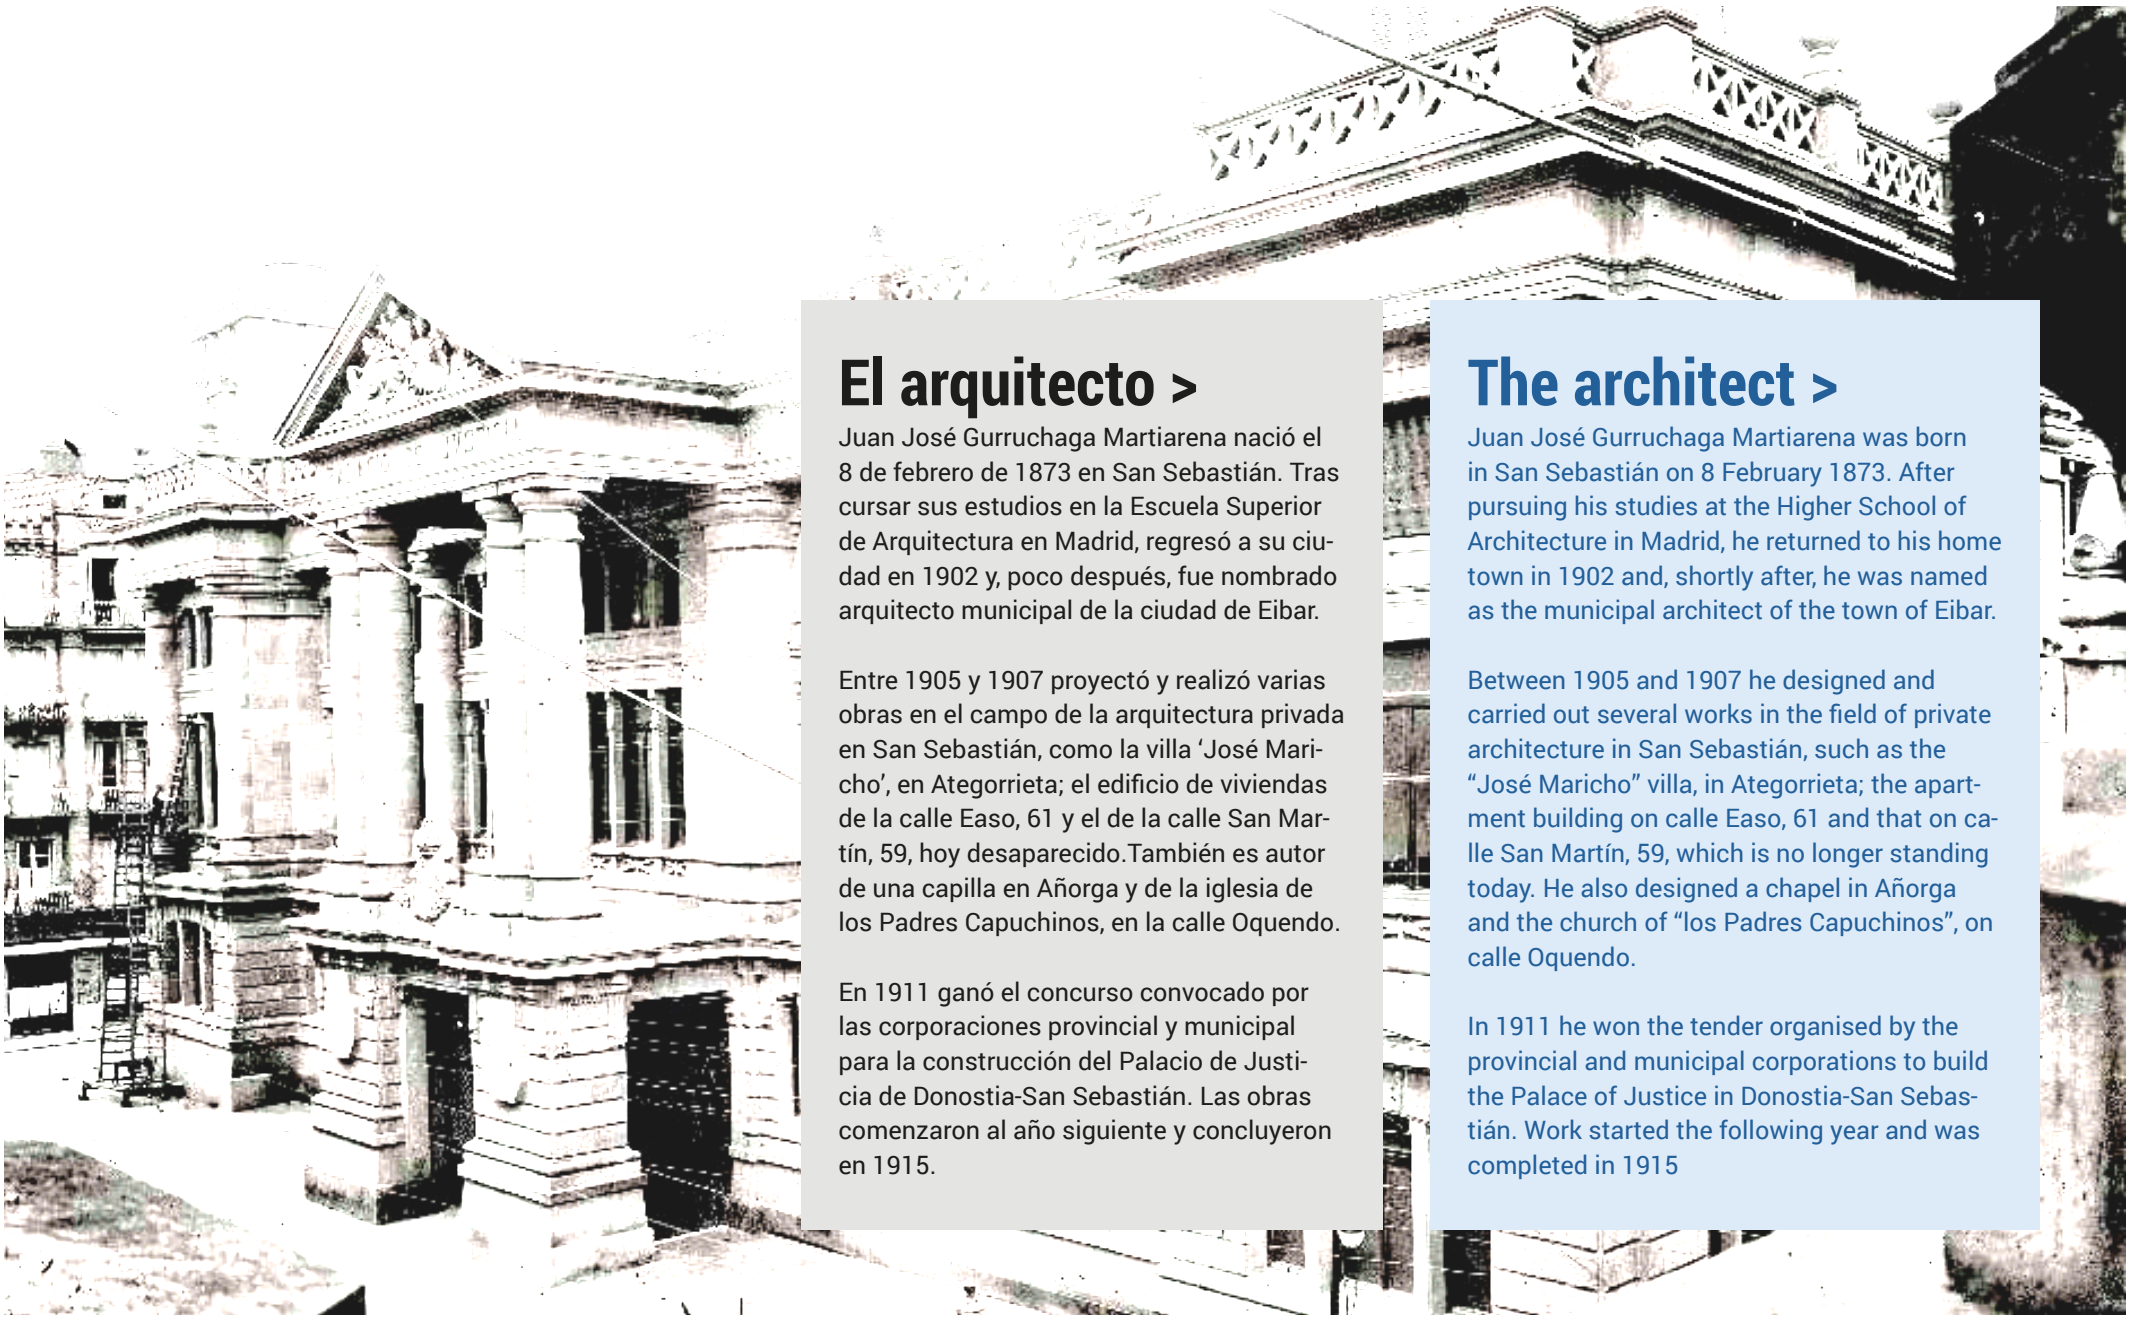 El arquitecto >
Juan José Gurruchaga Martiarena nació el
8 de febrero de 1873 en San Sebastián. Tras
cursar sus estudios en la Escuela Superior
de Arquitectura en Madrid, regresó a su ciu-
dad en 1902 y, poco después, fue nombrado
arquitecto municipal de la ciudad de Eibar.
Entre 1905 y 1907 proyectó y realizó varias
obras en el campo de la arquitectura privada
en San Sebastián, como la villa ‘José Mari-
cho’, en Ategorrieta; el edificio de viviendas
de la calle Easo, 61 y el de la calle San Mar-
tín, 59, hoy desaparecido.También es autor
de una capilla en Añorga y de la iglesia de
los Padres Capuchinos, en la calle Oquendo.
En 1911 ganó el concurso convocado por
las corporaciones provincial y municipal
para la construcción del Palacio de Justi-
cia de Donostia-San Sebastián. Las obras
comenzaron al año siguiente y concluyeron
en 1915.
The architect >
Juan José Gurruchaga Martiarena was born
in San Sebastián on 8 February 1873. After
pursuing his studies at the Higher School of
Architecture in Madrid, he returned to his home
town in 1902 and, shortly after, he was named
as the municipal architect of the town of Eibar.
Between 1905 and 1907 he designed and
carried out several works in the field of private
architecture in San Sebastián, such as the
“José Maricho” villa, in Ategorrieta; the apart-
ment building on calle Easo, 61 and that on ca-
lle San Martín, 59, which is no longer standing
today. He also designed a chapel in Añorga
and the church of “los Padres Capuchinos”, on
calle Oquendo.
In 1911 he won the tender organised by the
provincial and municipal corporations to build
the Palace of Justice in Donostia-San Sebas-
tián. Work started the following year and was
completed in 1915